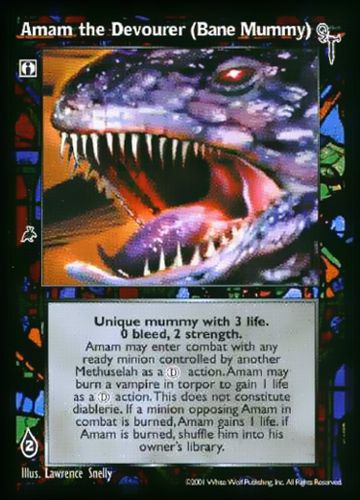 Amam the Devourer (Bane Mummy)
Unique mummy with 3 life.
0 bleed, 2 strength.
Amam may enter combat with any
ready minion controlled by another
Methuselah as a Ⓓ action. Amam may
burn a vampire in torpor to gain 1 life
as a Ⓓ action. This does not constitute
diablerie. If a minion opposing Amam in
combat is burned, Amam gains 1 life. if
Amam is burned, shuffle him into his
owner's library.
2
Illus. Lawrence Snelly
©2001 White Wolf Publishing, Inc. All Rights Reserved.